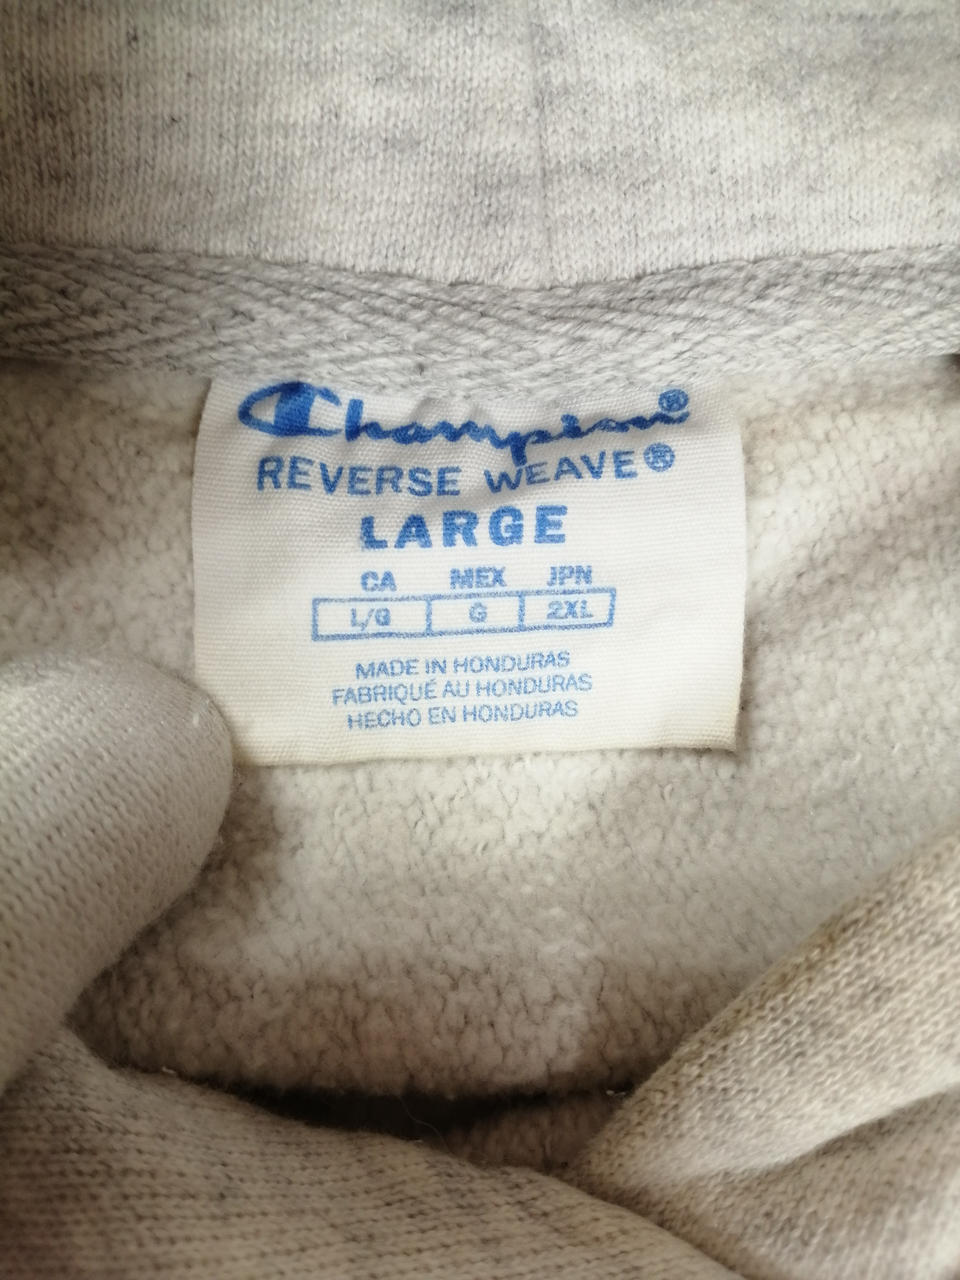 Champion®
REVERSE WEAVE®
LARGE
CA MEX JPN
L/G G 2XL
MADE IN HONDURAS
FABRIQUÉ AU HONDURAS
HECHO EN HONDURAS